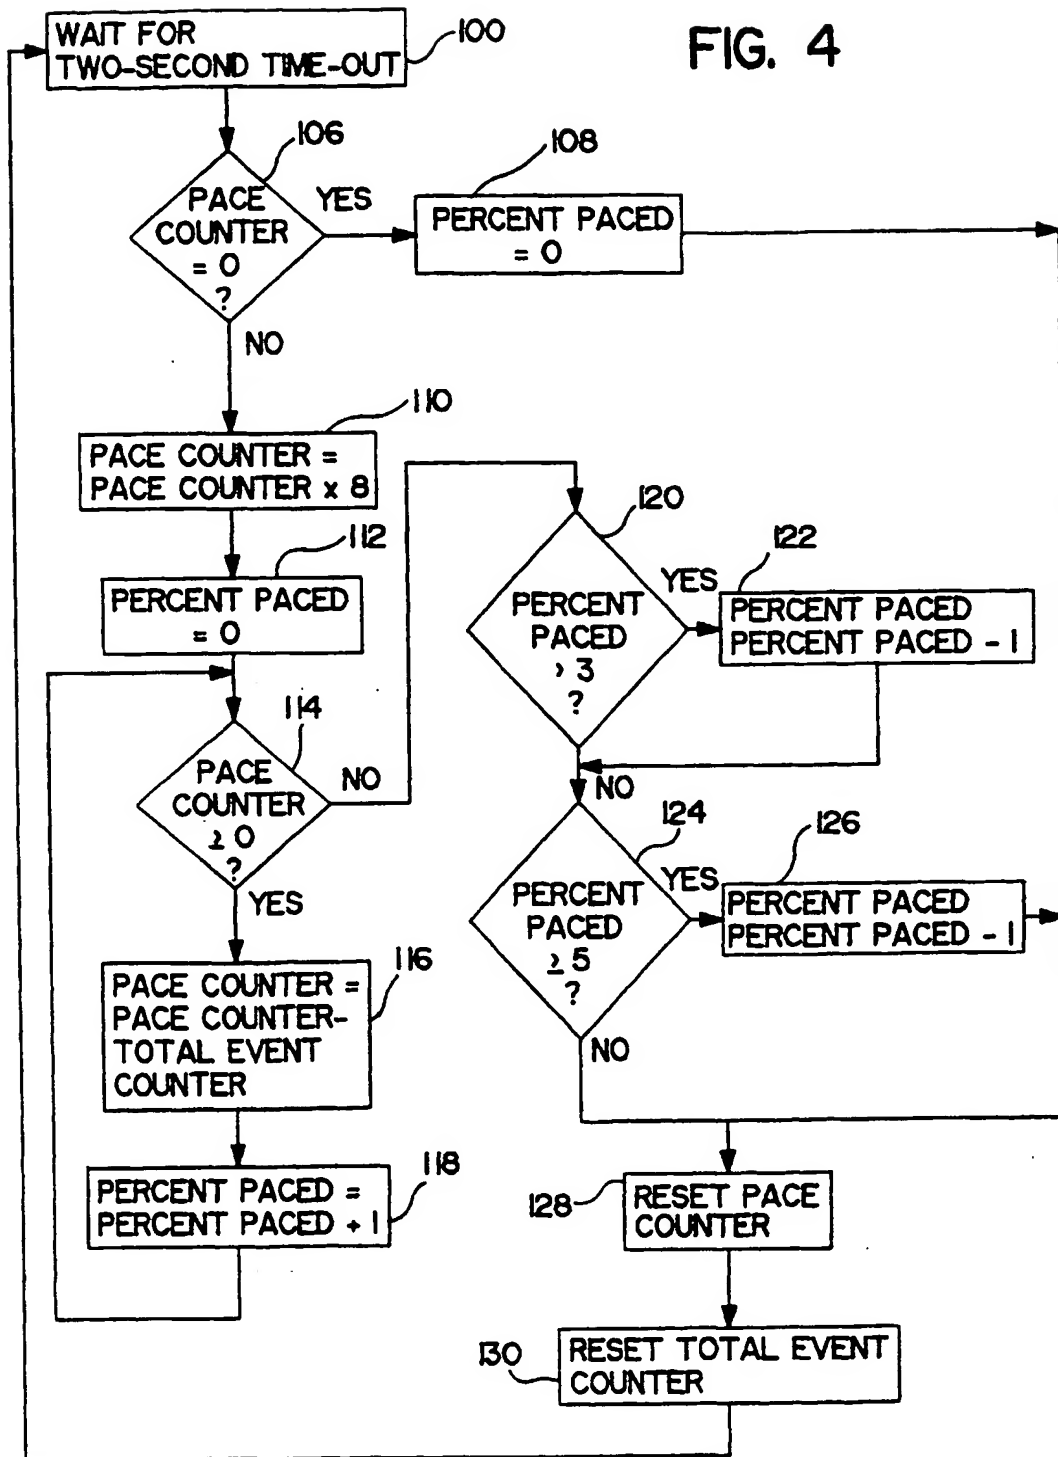 FIG. 4
WAIT FOR
TWO-SECOND TIME-OUT
100
106
PACE
COUNTER
= 0
?
YES
NO
108
PERCENT PACED
= 0
110
PACE COUNTER =
PACE COUNTER x 8
112
PERCENT PACED
= 0
114
PACE
COUNTER
≥ 0
?
NO
YES
116
PACE COUNTER =
PACE COUNTER-
TOTAL EVENT
COUNTER
118
PERCENT PACED =
PERCENT PACED + 1
120
PERCENT
PACED
> 3
?
YES
NO
122
PERCENT PACED
PERCENT PACED - 1
124
PERCENT
PACED
≥ 5
?
YES
NO
126
PERCENT PACED
PERCENT PACED - 1
128
RESET PACE
COUNTER
130
RESET TOTAL EVENT
COUNTER